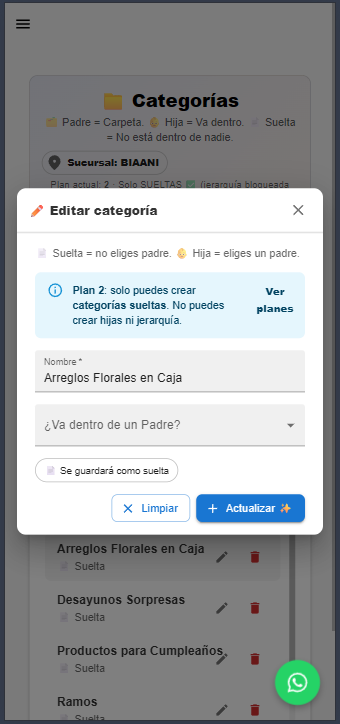 Categorías
Padre = Carpeta. Hija = Va dentro. Suelta
= No está dentro de nadie.
Sucursal: BIAANI
Plan actual: 2 · Solo SUELTAS ✅ (jerarquía bloqueada
Editar categoría
Suelta = no eliges padre. Hija = eliges un padre.
Plan 2: solo puedes crear
categorías sueltas. No puedes
crear hijas ni jerarquía.
Ver
planes
Nombre *
Arreglos Florales en Caja
¿Va dentro de un Padre?
Se guardará como suelta
Limpiar
Actualizar ✨
Arreglos Florales en Caja
Suelta
Desayunos Sorpresas
Suelta
Productos para Cumpleaños
Suelta
Ramos
Suelta